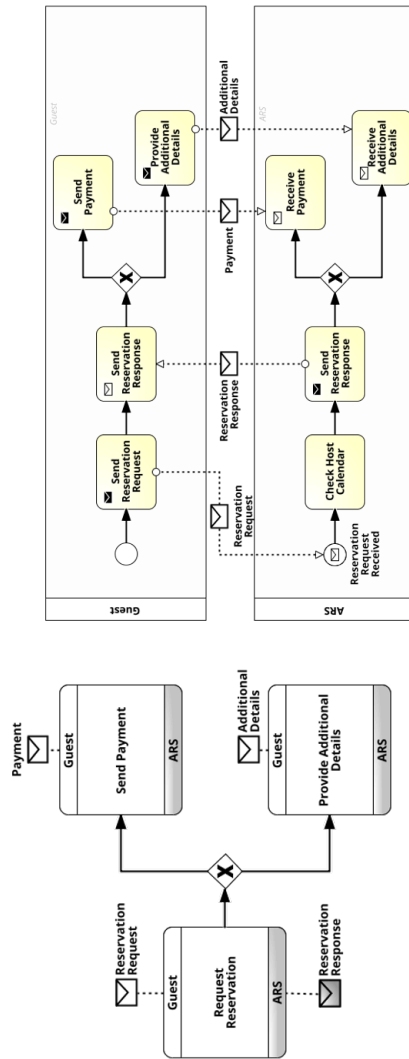 Guest
Guest
Send
Reservation
Request
Send
Reservation
Response
Send
Payment
Provide
Additional
Details
Reservation
Request
Reservation
Response
Payment
Additional
Details
ARS
ARS
Reservation
Request
Received
Check Host
Calendar
Send
Reservation
Response
Receive
Payment
Receive
Additional
Details
Reservation
Request
Guest
Request
Reservation
ARS
Reservation
Response
Payment
Guest
Send Payment
ARS
Additional
Details
Guest
Provide Additional
Details
ARS